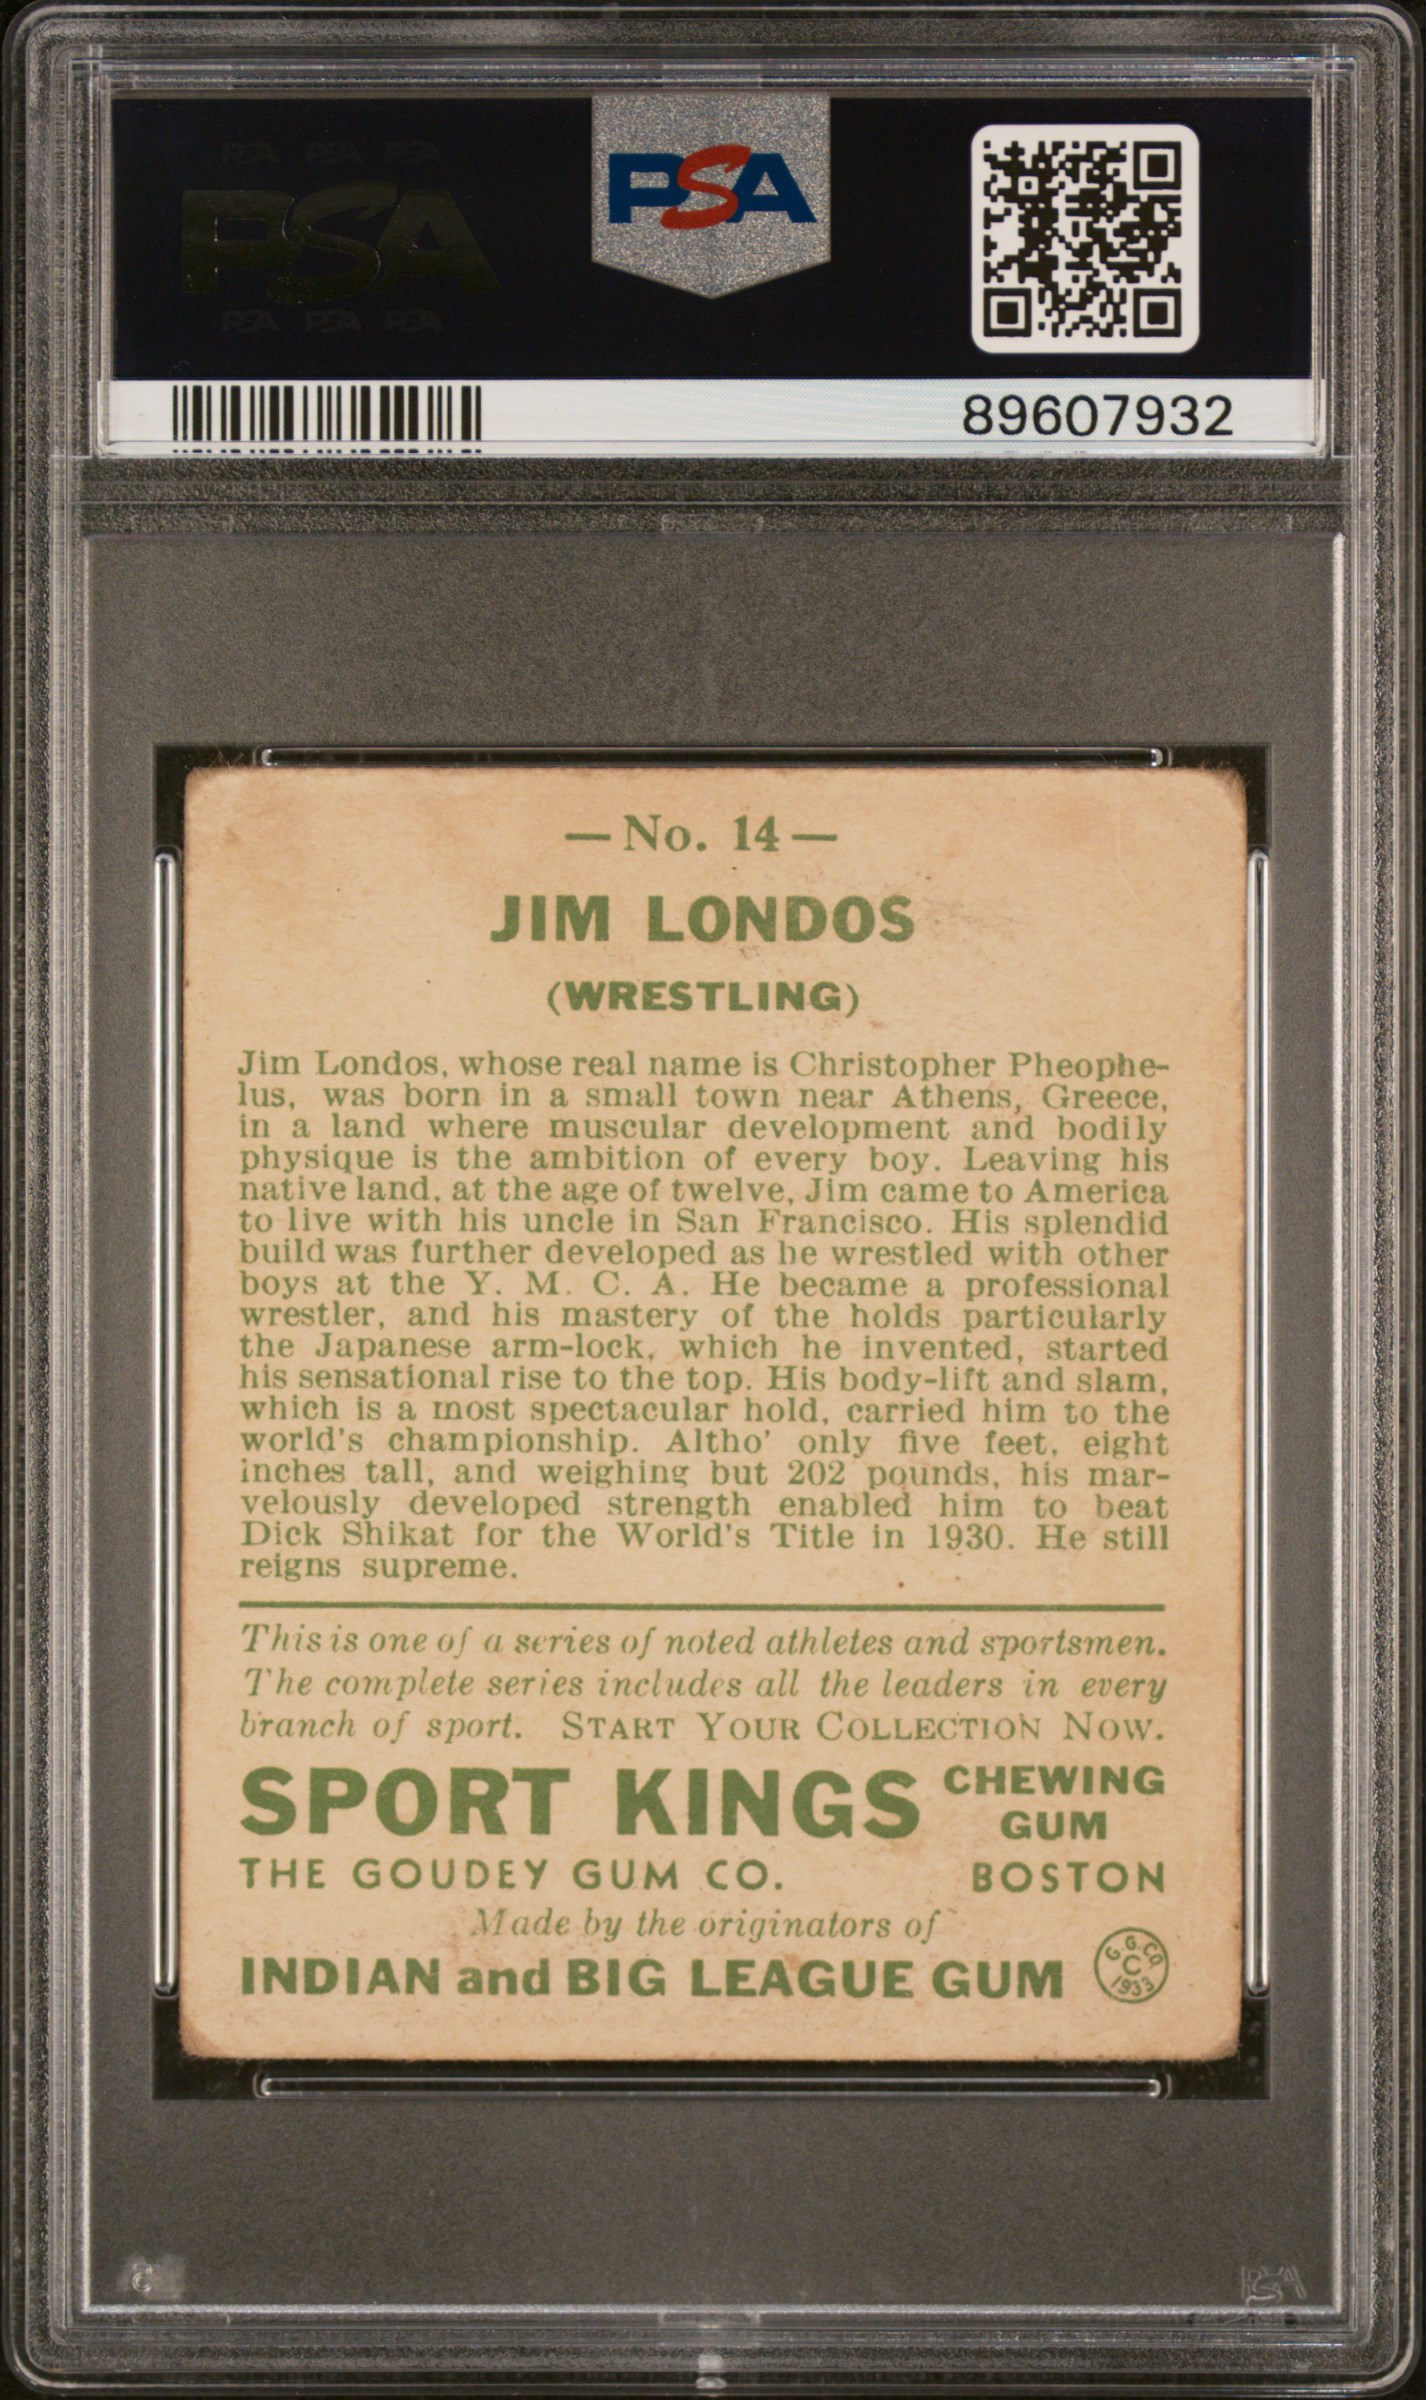 PSA PSA PSA
PSA
PSA PSA PSA
PSA
89607932
—No. 14—
JIM LONDOS
(WRESTLING)
Jim Londos, whose real name is Christopher Pheophe-
lus, was born in a small town near Athens, Greece,
in a land where muscular development and bodily
physique is the ambition of every boy. Leaving his
native land, at the age of twelve, Jim came to America
to live with his uncle in San Francisco. His splendid
build was further developed as he wrestled with other
boys at the Y. M. C. A. He became a professional
wrestler, and his mastery of the holds particularly
the Japanese arm-lock, which he invented, started
his sensational rise to the top. His body-lift and slam,
which is a most spectacular hold, carried him to the
world's championship. Altho' only five feet, eight
inches tall, and weighing but 202 pounds, his mar-
velously developed strength enabled him to beat
Dick Shikat for the World's Title in 1930. He still
reigns supreme.
This is one of a series of noted athletes and sportsmen.
The complete series includes all the leaders in every
branch of sport. START YOUR COLLECTION NOW.
SPORT KINGS CHEWING GUM
THE GOUDEY GUM CO. BOSTON
Made by the originators of
INDIAN and BIG LEAGUE GUM
G.G.CO. C 1933
PSA